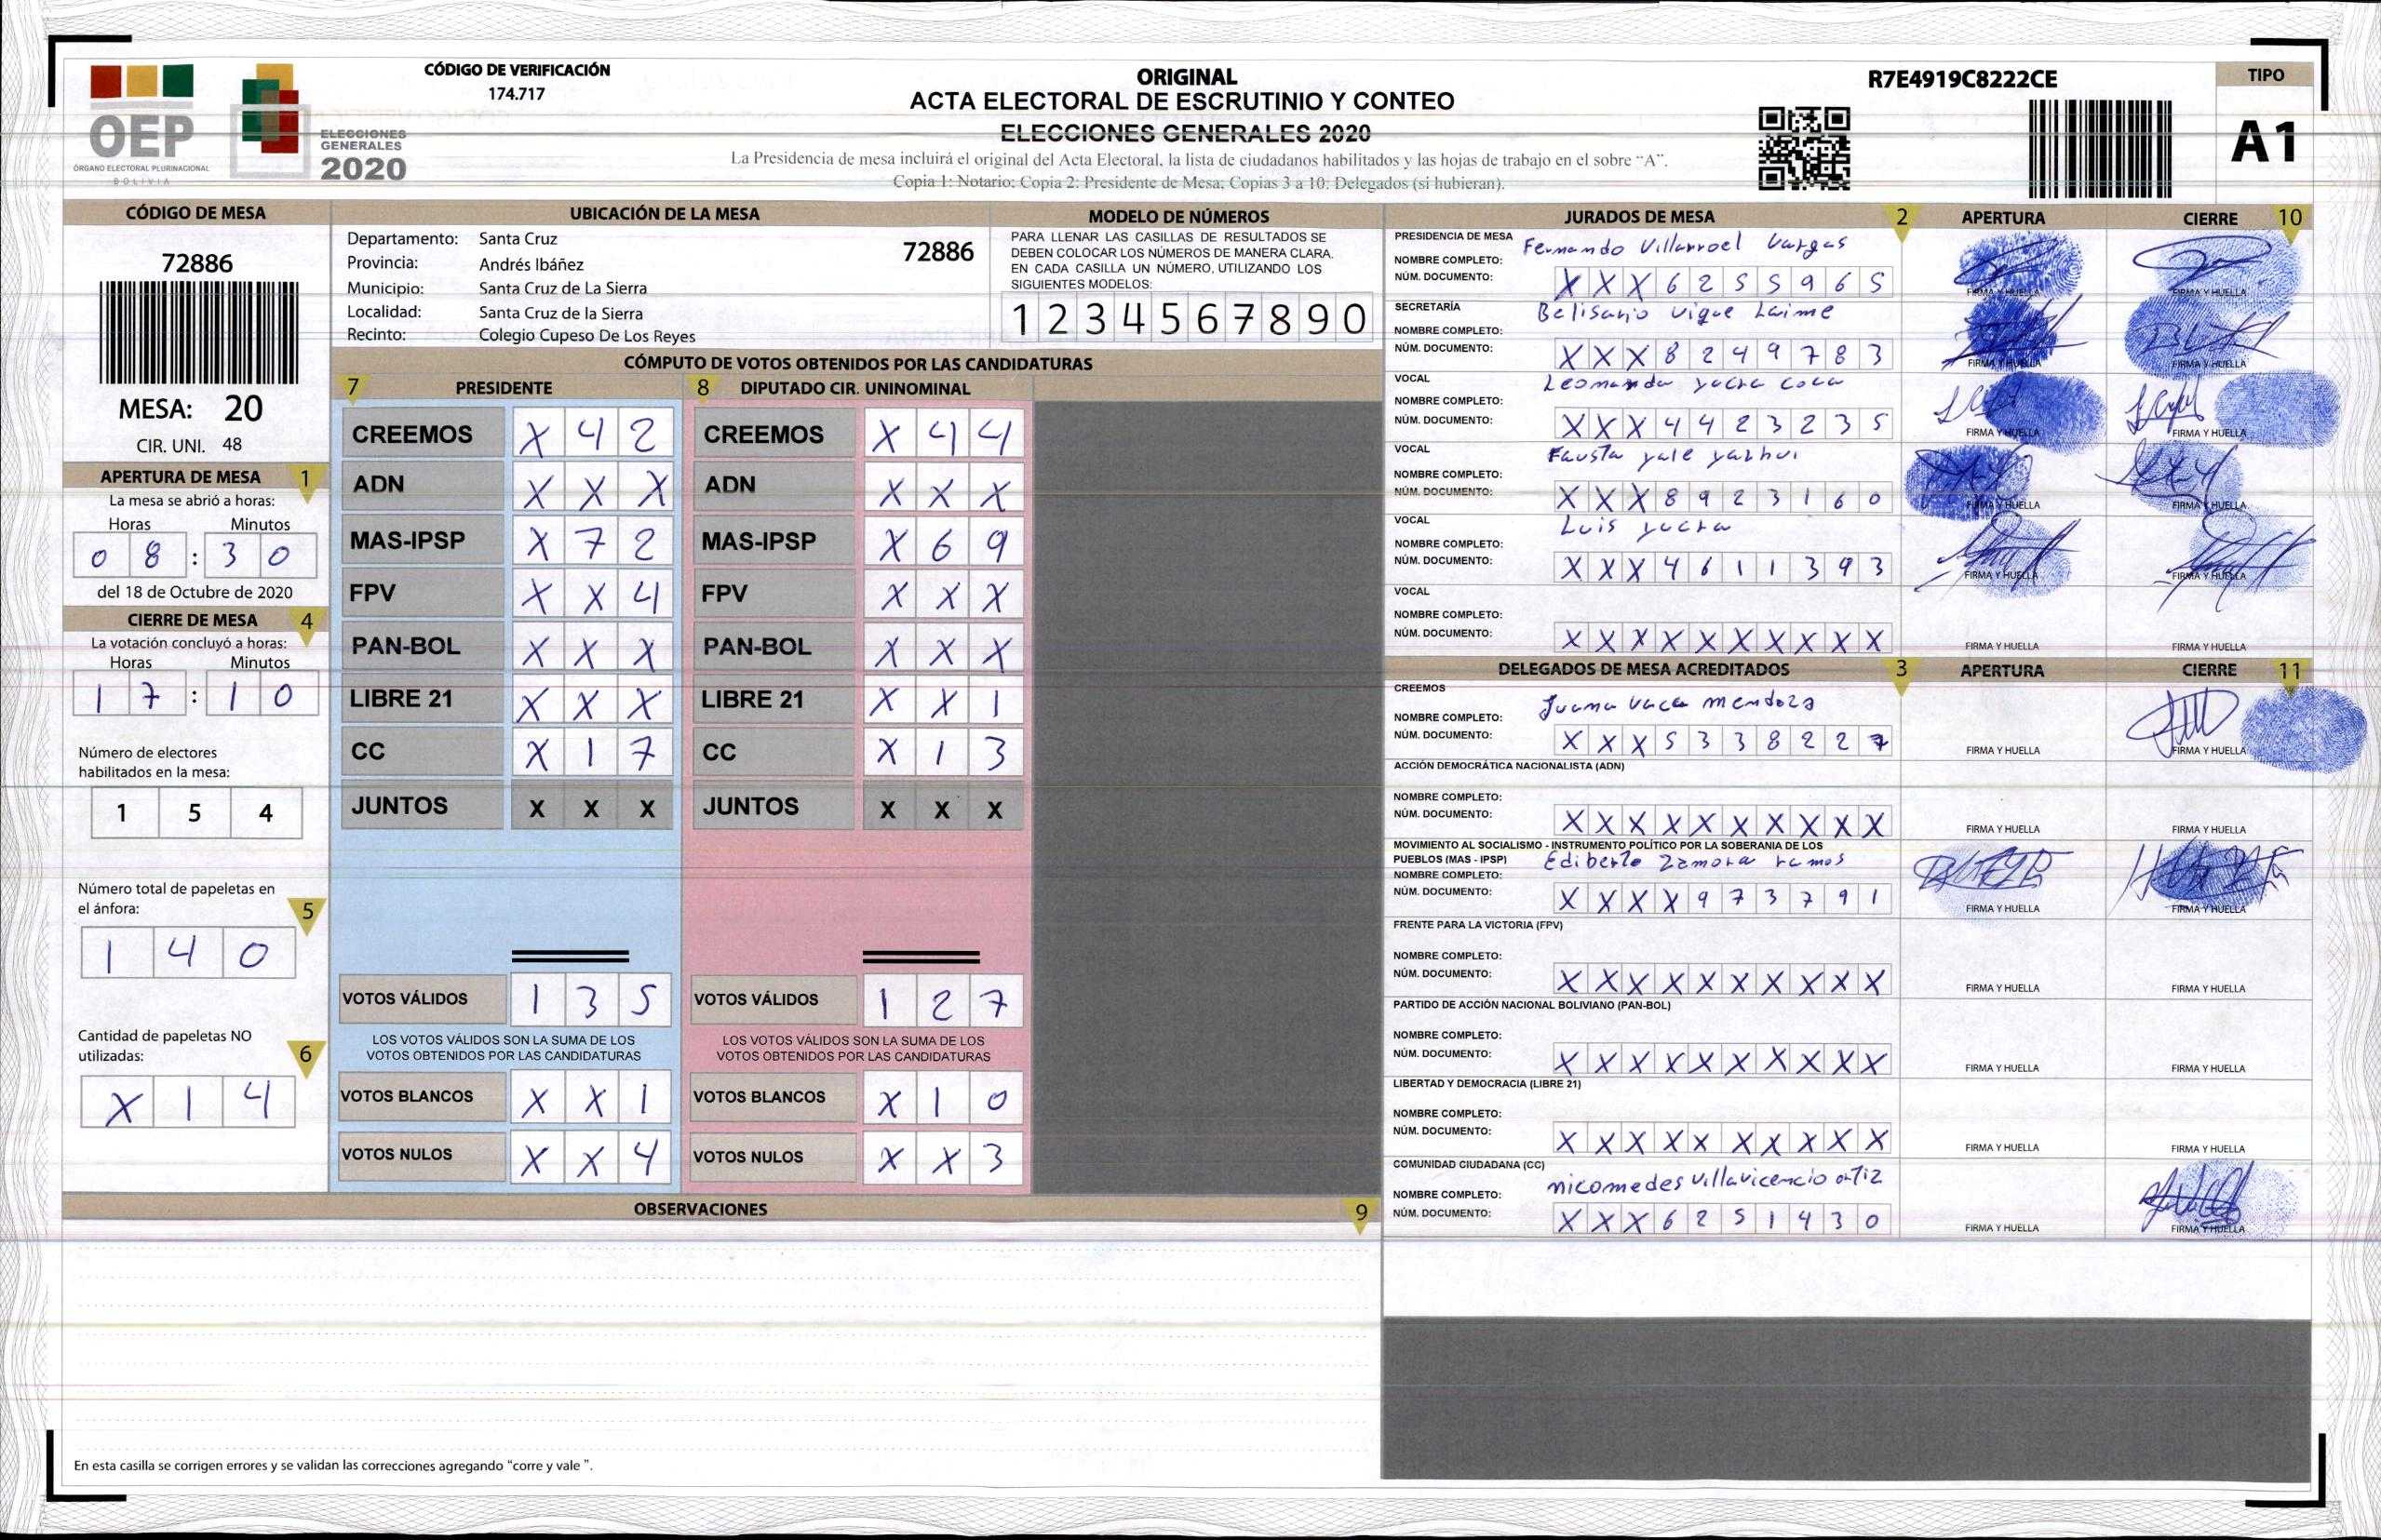 OEP
ÓRGANO ELECTORAL PLURINACIONAL
BOLIVIA
ELECCIONES
GENERALES
2020
CÓDIGO DE VERIFICACIÓN
174.717
ORIGINAL
ACTA ELECTORAL DE ESCRUTINIO Y CONTEO
ELECCIONES GENERALES 2020
La Presidencia de mesa incluirá el original del Acta Electoral, la lista de ciudadanos habilitados y las hojas de trabajo en el sobre “A”.
Copia 1: Notario; Copia 2: Presidente de Mesa; Copias 3 a 10: Delegados (si hubieran).
R7E4919C8222CE
TIPO
A1
CÓDIGO DE MESA
72886
MESA: 20
CIR. UNI. 48
APERTURA DE MESA 1
La mesa se abrió a horas:
Horas Minutos
0 8 : 3 0
del 18 de Octubre de 2020
CIERRE DE MESA 4
La votación concluyó a horas:
Horas Minutos
1 7 : 1 0
Número de electores
habilitados en la mesa:
1 5 4
Número total de papeletas en
el ánfora: 5
1 4 0
Cantidad de papeletas NO
utilizadas: 6
X 1 4
UBICACIÓN DE LA MESA
Departamento: Santa Cruz 72886
Provincia: Andrés Ibáñez
Municipio: Santa Cruz de La Sierra
Localidad: Santa Cruz de la Sierra
Recinto: Colegio Cupeso De Los Reyes
MODELO DE NÚMEROS
PARA LLENAR LAS CASILLAS DE RESULTADOS SE
DEBEN COLOCAR LOS NÚMEROS DE MANERA CLARA.
EN CADA CASILLA UN NÚMERO, UTILIZANDO LOS
SIGUIENTES MODELOS:
1 2 3 4 5 6 7 8 9 0
CÓMPUTO DE VOTOS OBTENIDOS POR LAS CANDIDATURAS
7 PRESIDENTE 8 DIPUTADO CIR. UNINOMINAL
CREEMOS X 4 2 CREEMOS X 4 4
ADN X X X ADN X X X
MAS-IPSP X 7 2 MAS-IPSP X 6 9
FPV X X 4 FPV X X X
PAN-BOL X X X PAN-BOL X X X
LIBRE 21 X X X LIBRE 21 X X 1
CC X 1 7 CC X 1 3
JUNTOS X X X JUNTOS X X X
VOTOS VÁLIDOS 1 3 5 VOTOS VÁLIDOS 1 2 7
LOS VOTOS VÁLIDOS SON LA SUMA DE LOS LOS VOTOS VÁLIDOS SON LA SUMA DE LOS
VOTOS OBTENIDOS POR LAS CANDIDATURAS VOTOS OBTENIDOS POR LAS CANDIDATURAS
VOTOS BLANCOS X X 1 VOTOS BLANCOS X 1 0
VOTOS NULOS X X 4 VOTOS NULOS X X 3
OBSERVACIONES 9
En esta casilla se corrigen errores y se validan las correcciones agregando “corre y vale ”.
JURADOS DE MESA 2 APERTURA CIERRE 10
PRESIDENCIA DE MESA
NOMBRE COMPLETO: Fernando Villarroel Vargas
NÚM. DOCUMENTO: X X X 6 2 5 5 9 6 5 FIRMA Y HUELLA FIRMA Y HUELLA
SECRETARÍA
NOMBRE COMPLETO: Belisario Vique Laime
NÚM. DOCUMENTO: X X X 8 2 4 9 7 8 3 FIRMA Y HUELLA FIRMA Y HUELLA
VOCAL
NOMBRE COMPLETO: Leomanda yucra coca
NÚM. DOCUMENTO: X X X 4 4 2 3 2 3 5 FIRMA Y HUELLA FIRMA Y HUELLA
VOCAL
NOMBRE COMPLETO: Fausta yale
NÚM. DOCUMENTO: X X X 8 9 2 3 1 6 0 FIRMA Y HUELLA FIRMA Y HUELLA
VOCAL
NOMBRE COMPLETO: Luis yucra
NÚM. DOCUMENTO: X X X 4 6 1 1 3 9 3 FIRMA Y HUELLA FIRMA Y HUELLA
VOCAL
NOMBRE COMPLETO:
NÚM. DOCUMENTO: X X X X X X X X X X FIRMA Y HUELLA FIRMA Y HUELLA
DELEGADOS DE MESA ACREDITADOS 3 APERTURA CIERRE 11
CREEMOS
NOMBRE COMPLETO: Juana Vaca mendoza
NÚM. DOCUMENTO: X X X 5 3 3 8 2 2 7 FIRMA Y HUELLA FIRMA Y HUELLA
ACCIÓN DEMOCRÁTICA NACIONALISTA (ADN)
NOMBRE COMPLETO:
NÚM. DOCUMENTO: X X X X X X X X X X FIRMA Y HUELLA FIRMA Y HUELLA
MOVIMIENTO AL SOCIALISMO - INSTRUMENTO POLÍTICO POR LA SOBERANIA DE LOS
PUEBLOS (MAS - IPSP) Ediberto Zamora ramos
NOMBRE COMPLETO:
NÚM. DOCUMENTO: X X X X 9 7 3 7 9 1 FIRMA Y HUELLA FIRMA Y HUELLA
FRENTE PARA LA VICTORIA (FPV)
NOMBRE COMPLETO:
NÚM. DOCUMENTO: X X X X X X X X X X FIRMA Y HUELLA FIRMA Y HUELLA
PARTIDO DE ACCIÓN NACIONAL BOLIVIANO (PAN-BOL)
NOMBRE COMPLETO:
NÚM. DOCUMENTO: X X X X X X X X X X FIRMA Y HUELLA FIRMA Y HUELLA
LIBERTAD Y DEMOCRACIA (LIBRE 21)
NOMBRE COMPLETO:
NÚM. DOCUMENTO: X X X X X X X X X X FIRMA Y HUELLA FIRMA Y HUELLA
COMUNIDAD CIUDADANA (CC)
NOMBRE COMPLETO: nicomedes villavicencio ortiz
NÚM. DOCUMENTO: X X X 6 2 5 1 4 3 0 FIRMA Y HUELLA FIRMA Y HUELLA